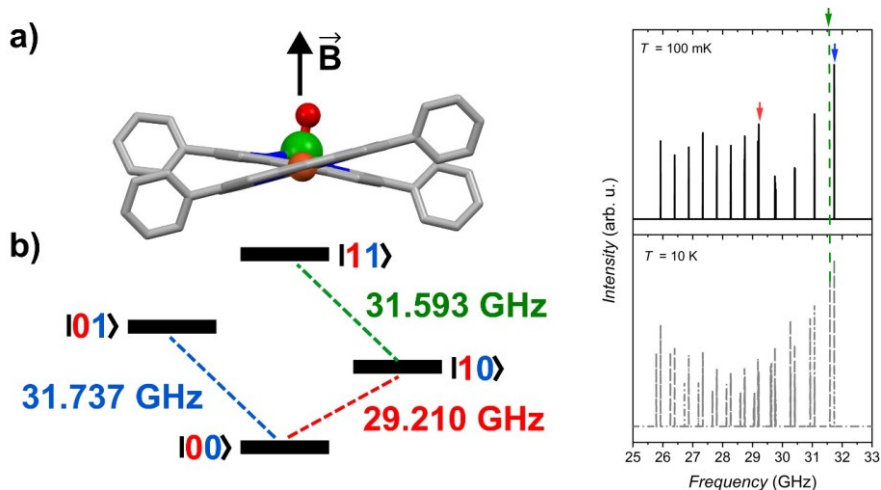 a)
B
b)
|11⟩
31.593 GHz
|01⟩
|10⟩
31.737 GHz
29.210 GHz
|00⟩
T = 100 mK
T = 10 K
Intensity (arb. u.)
25 26 27 28 29 30 31 32 33
Frequency (GHz)